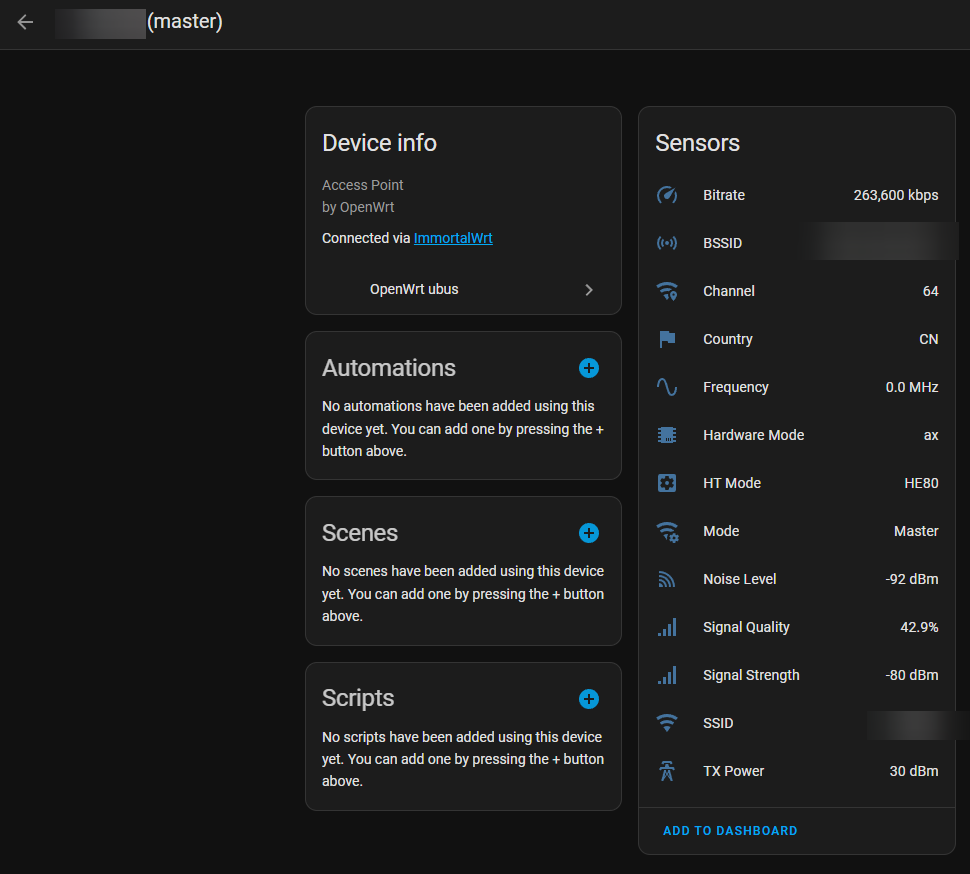 (master)
Device info
Access Point
by OpenWrt
Connected via ImmortalWrt
OpenWrt ubus
Automations
No automations have been added using this
device yet. You can add one by pressing the +
button above.
Scenes
No scenes have been added using this device
yet. You can add one by pressing the + button
above.
Scripts
No scripts have been added using this device
yet. You can add one by pressing the + button
above.
Sensors
Bitrate 263,600 kbps
BSSID
Channel 64
Country CN
Frequency 0.0 MHz
Hardware Mode ax
HT Mode HE80
Mode Master
Noise Level -92 dBm
Signal Quality 42.9%
Signal Strength -80 dBm
SSID
TX Power 30 dBm
ADD TO DASHBOARD